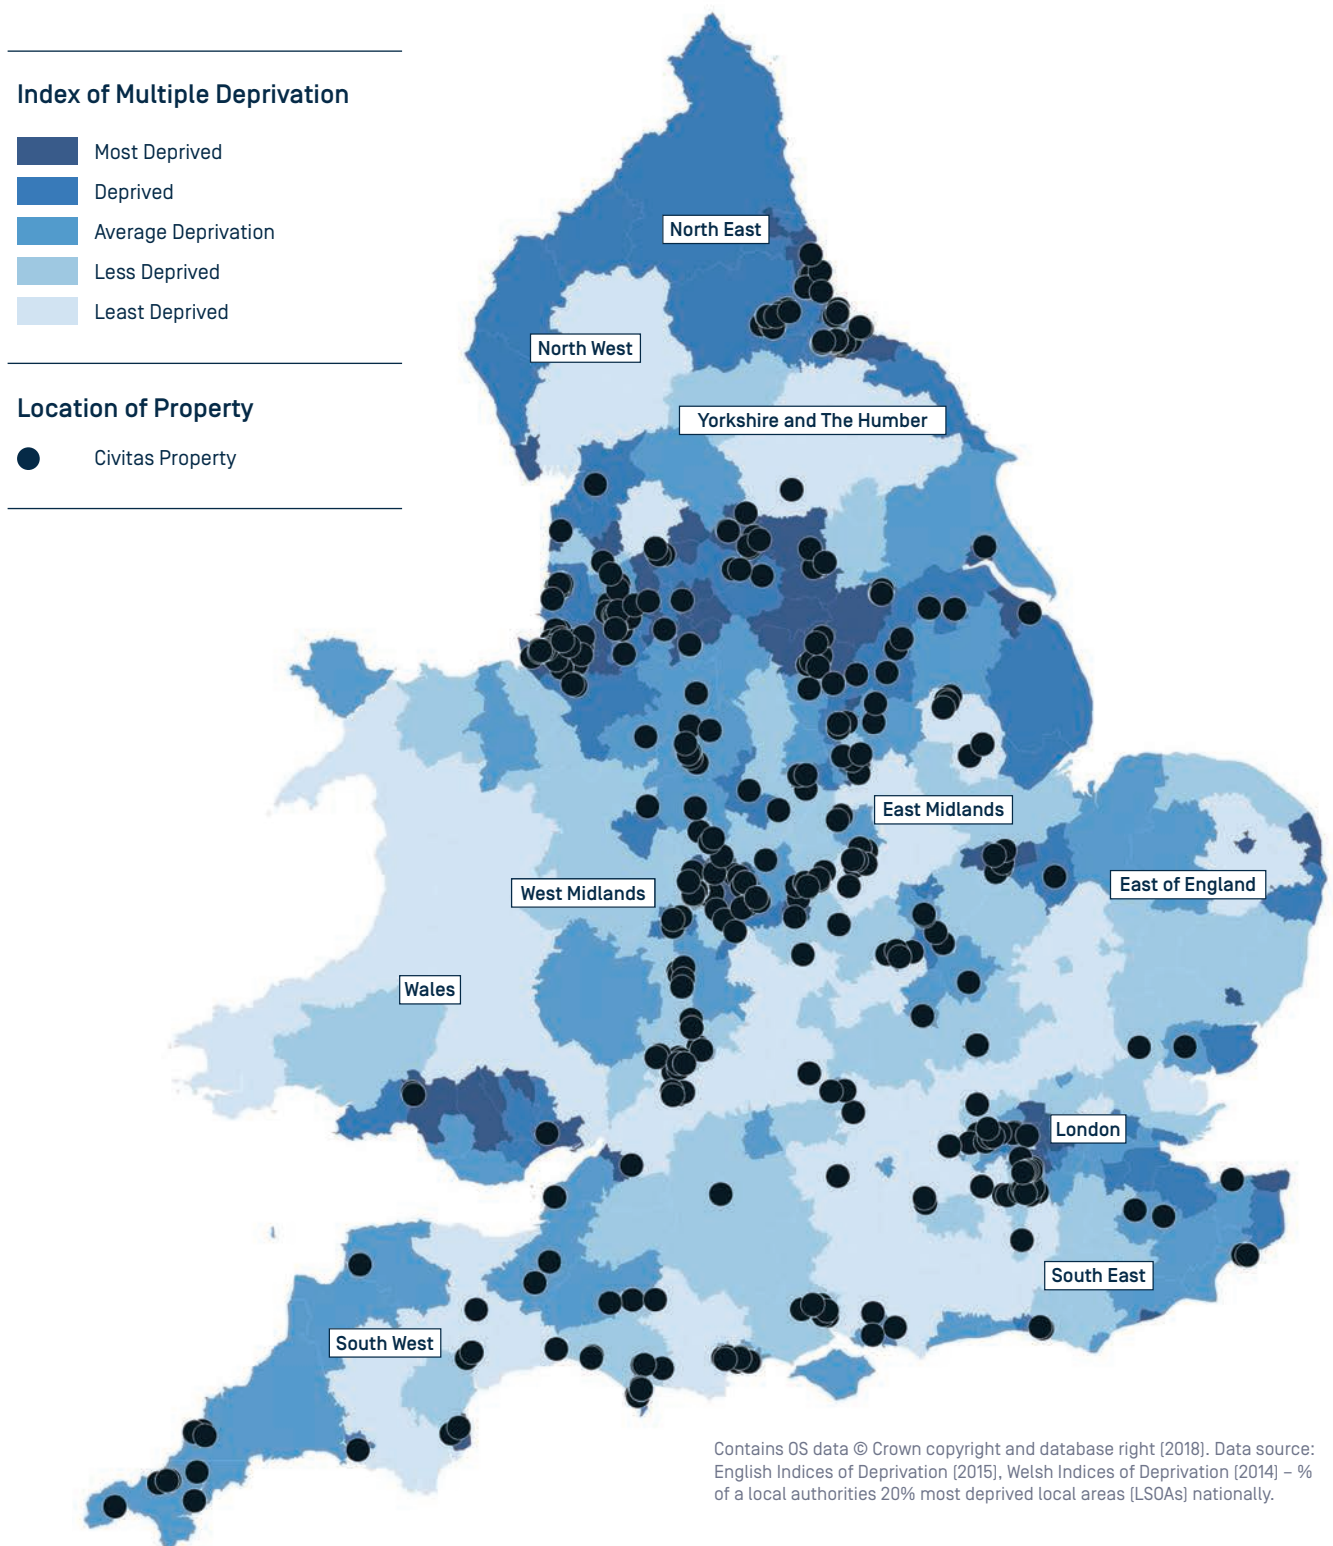 Index of Multiple Deprivation
Most Deprived
Deprived
Average Deprivation
Less Deprived
Least Deprived
Location of Property
Civitas Property
North East
North West
Yorkshire and The Humber
East Midlands
East of England
West Midlands
Wales
London
South East
South West
Contains OS data © Crown copyright and database right (2018). Data source:
English Indices of Deprivation (2015), Welsh Indices of Deprivation (2014) – %
of a local authorities 20% most deprived local areas (LSOAs) nationally.